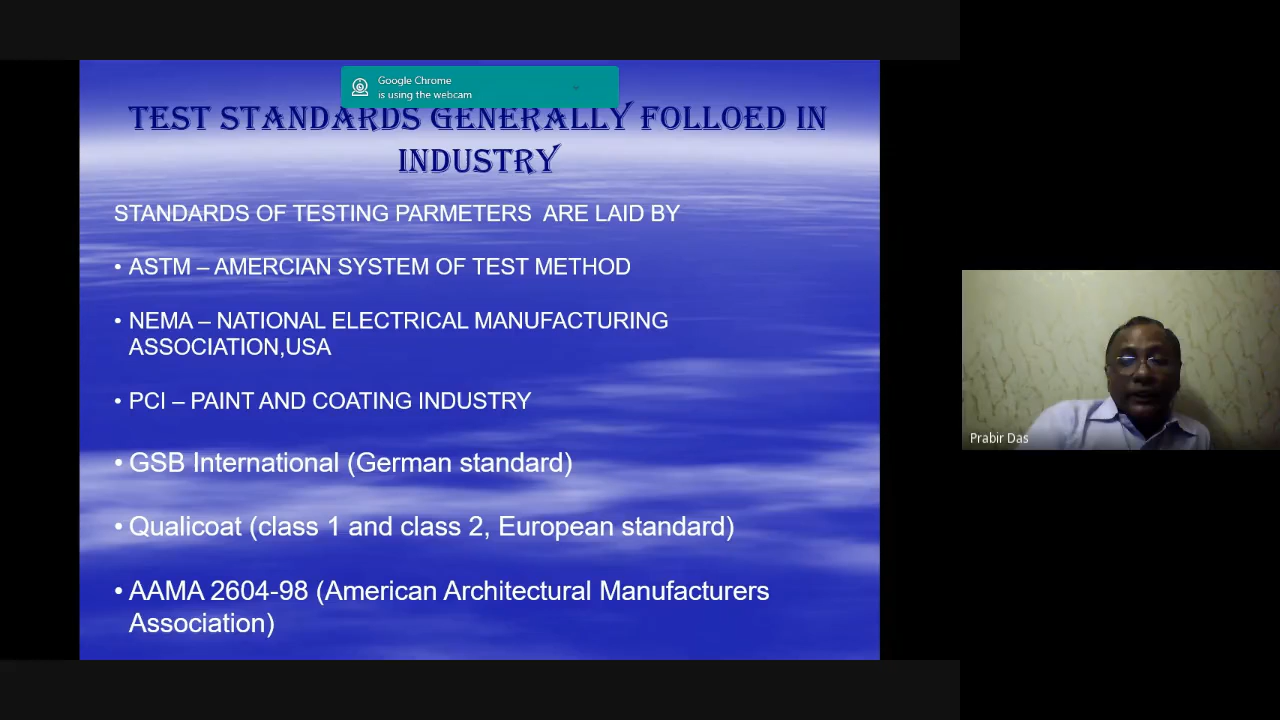 Google Chrome
is using the webcam
TEST STANDARDS GENERALLY FOLLOED IN
INDUSTRY
STANDARDS OF TESTING PARMETERS ARE LAID BY
• ASTM – AMERCIAN SYSTEM OF TEST METHOD
• NEMA – NATIONAL ELECTRICAL MANUFACTURING
ASSOCIATION,USA
• PCI – PAINT AND COATING INDUSTRY
• GSB International (German standard)
• Qualicoat (class 1 and class 2, European standard)
• AAMA 2604-98 (American Architectural Manufacturers
Association)
Prabir Das